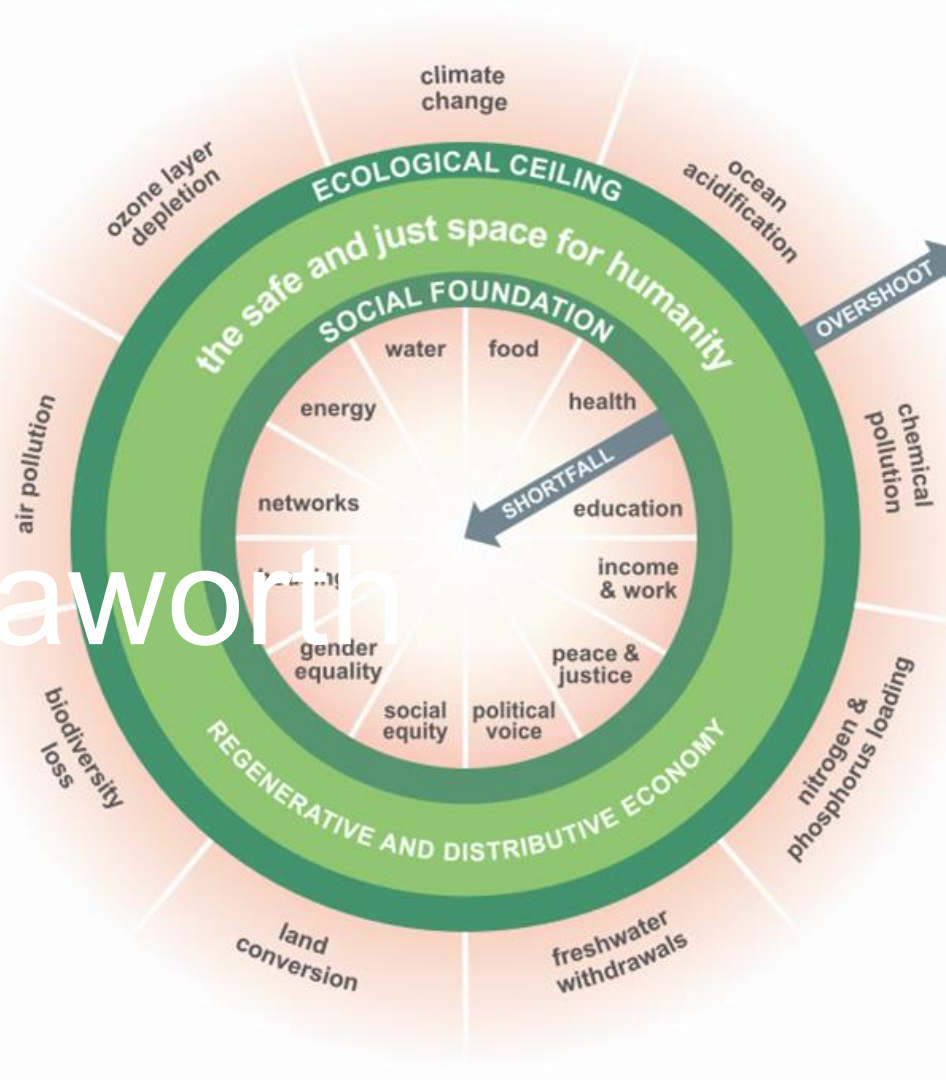 climate
change
ocean
acidification
OVERSHOOT
chemical
pollution
nitrogen &
phosphorus loading
freshwater
withdrawals
land
conversion
biodiversity
loss
air pollution
ozone layer
depletion
ECOLOGICAL CEILING
the safe and just space for humanity
SOCIAL FOUNDATION
water
food
health
SHORTFALL
education
income
& work
peace &
justice
political
voice
social
equity
gender
equality
networks
energy
aworth
REGENERATIVE AND DISTRIBUTIVE ECONOMY